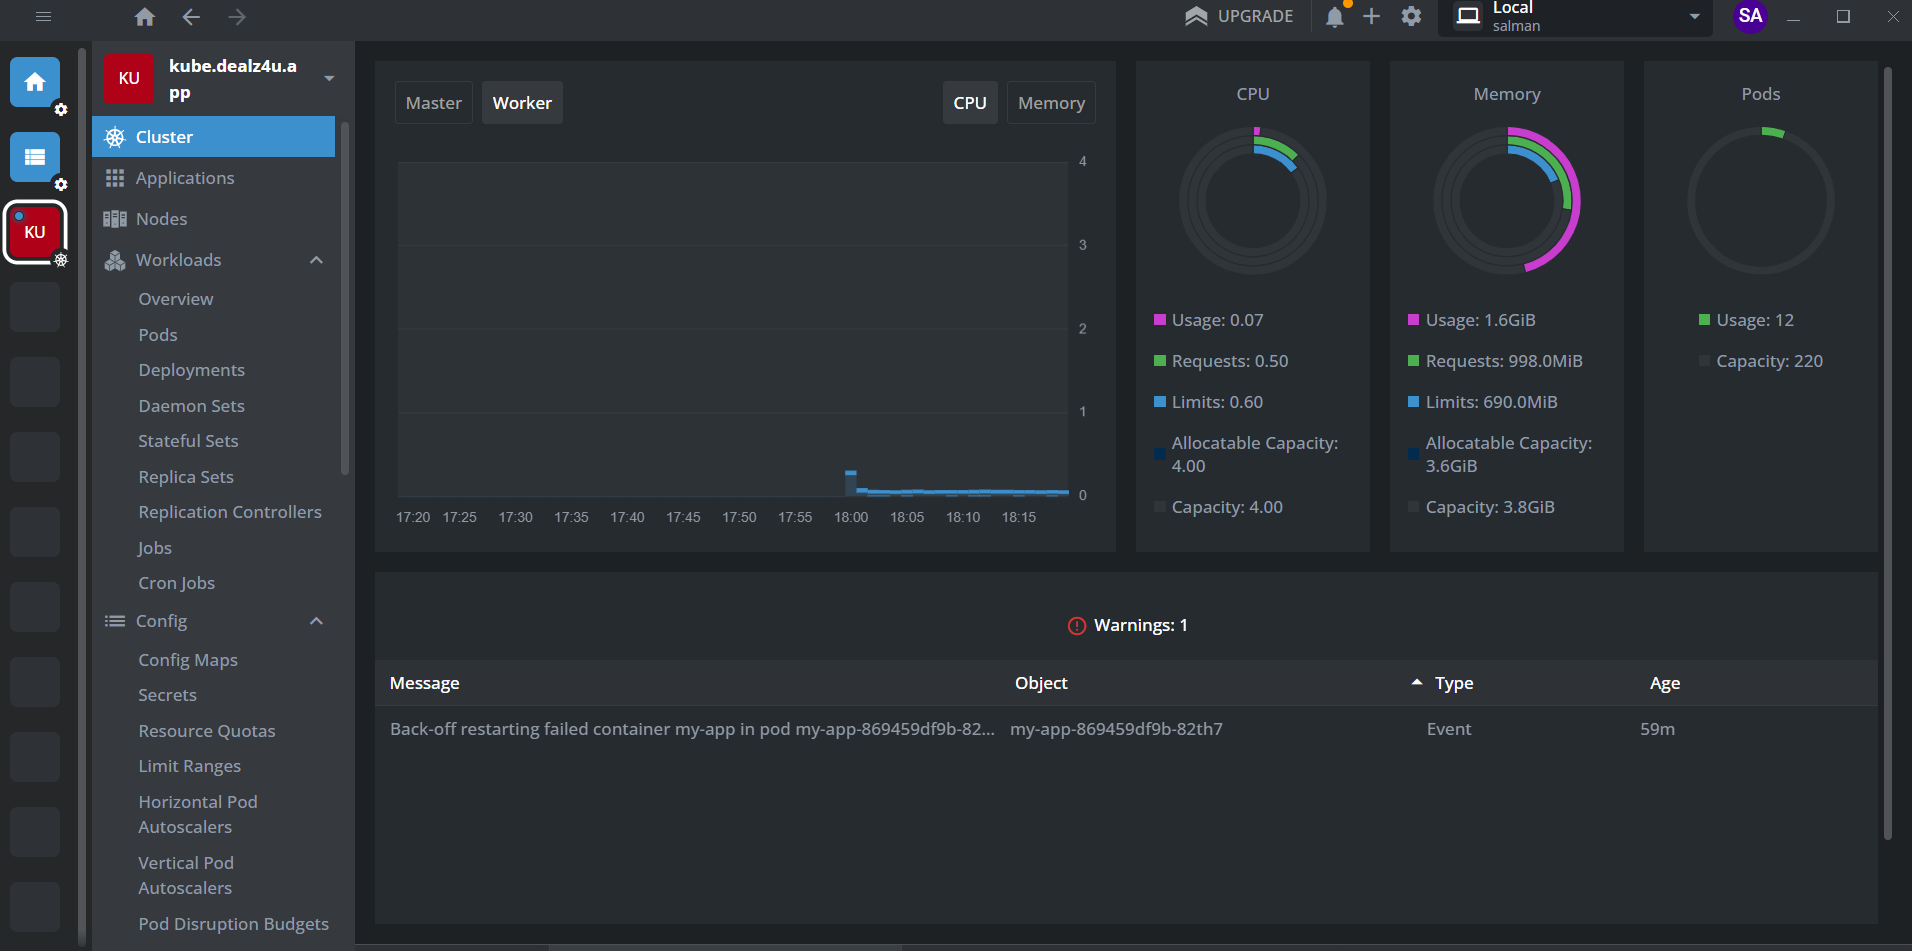 UPGRADE
Local
salman
SA
KU
kube.dealz4u.a
pp
KU
Cluster
Applications
Nodes
Workloads
Overview
Pods
Deployments
Daemon Sets
Stateful Sets
Replica Sets
Replication Controllers
Jobs
Cron Jobs
Config
Config Maps
Secrets
Resource Quotas
Limit Ranges
Horizontal Pod
Autoscalers
Vertical Pod
Autoscalers
Pod Disruption Budgets
Master Worker CPU Memory
4
3
2
1
0
17:20 17:25 17:30 17:35 17:40 17:45 17:50 17:55 18:00 18:05 18:10 18:15
CPU
Usage: 0.07
Requests: 0.50
Limits: 0.60
Allocatable Capacity:
4.00
Capacity: 4.00
Memory
Usage: 1.6GiB
Requests: 998.0MiB
Limits: 690.0MiB
Allocatable Capacity:
3.6GiB
Capacity: 3.8GiB
Pods
Usage: 12
Capacity: 220
Warnings: 1
Message Object Type Age
Back-off restarting failed container my-app in pod my-app-869459df9b-82... my-app-869459df9b-82th7 Event 59m